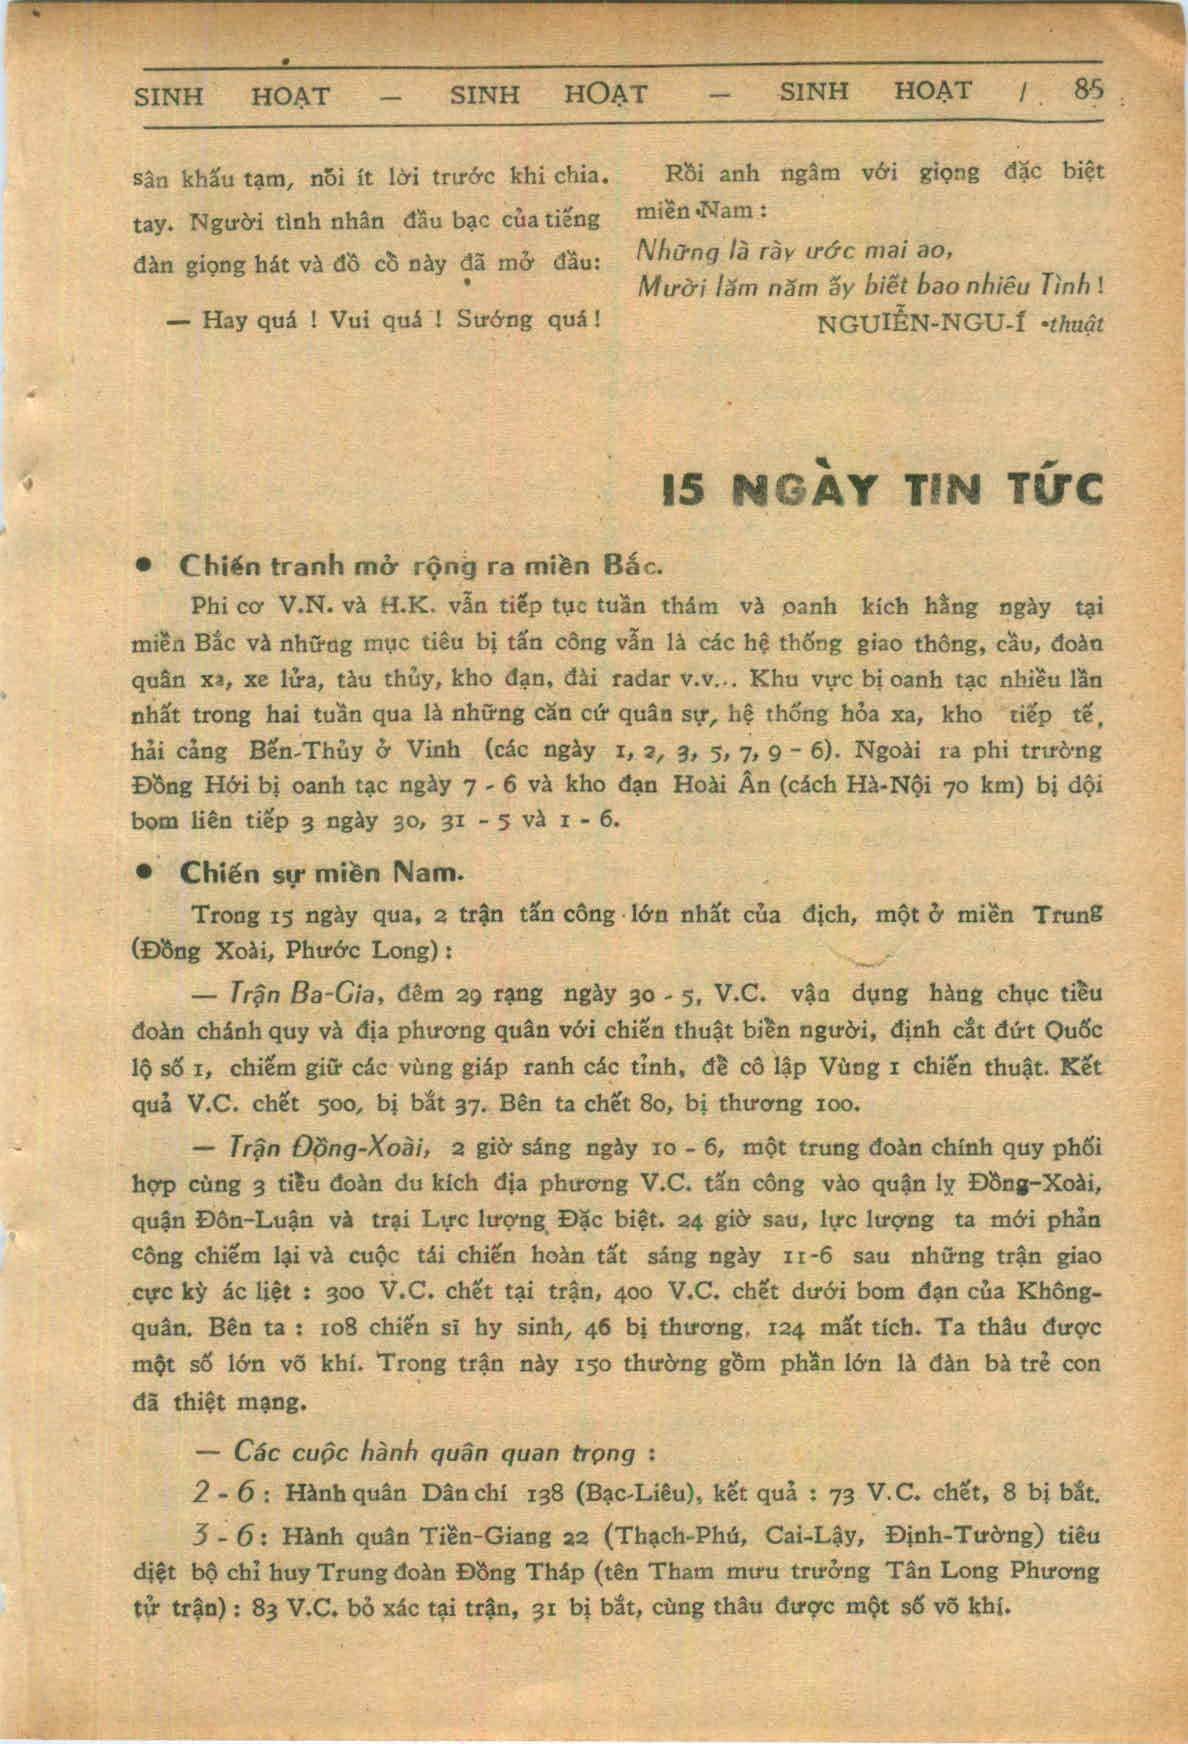 SINH HOẠT — SINH HOẠT — SINH HOẠT / 85
sân khấu tạm, nõi ít lời trước khi chia.
tay. Người tình nhân đầu bạc của tiếng
đàn giọng hát và đồ cổ này đã mở đầu:
— Hay quá ! Vui quá ! Sướng quá !
Rồi anh ngâm với giọng đặc biệt
miền Nam :
Những là rày ước mai ao,
Mười lăm năm ấy biết bao nhiêu Tình !
NGUIỄN-NGU-Í thuật
15 NGÀY TIN TỨC
● Chiến tranh mở rộng ra miền Bắc.
Phi cơ V.N. và H.K. vẫn tiếp tục tuần thám và oanh kích hằng ngày tại
miền Bắc và những mục tiêu bị tấn công vẫn là các hệ thống giao thông, cầu, đoàn
quân xa, xe lửa, tàu thủy, kho đạn, đài radar v.v... Khu vực bị oanh tạc nhiều lần
nhất trong hai tuần qua là những căn cứ quân sự, hệ thống hỏa xa, kho tiếp tế,
hải cảng Bến-Thủy ở Vinh (các ngày 1, 2, 3, 5, 7, 9 - 6). Ngoài ra phi trường
Đồng Hới bị oanh tạc ngày 7 - 6 và kho đạn Hoài Ân (cách Hà-Nội 70 km) bị dội
bom liên tiếp 3 ngày 30, 31 - 5 và 1 - 6.
● Chiến sự miền Nam.
Trong 15 ngày qua, 2 trận tấn công lớn nhất của địch, một ở miền Trung
(Đồng Xoài, Phước Long) :
— Trận Ba-Gia, đêm 29 rạng ngày 30 - 5, V.C. vận dụng hàng chục tiểu
đoàn chánh quy và địa phương quân với chiến thuật biển người, định cắt đứt Quốc
lộ số 1, chiếm giữ các vùng giáp ranh các tỉnh, để cô lập Vùng 1 chiến thuật. Kết
quả V.C. chết 500, bị bắt 37. Bên ta chết 80, bị thương 100.
— Trận Đồng-Xoài, 2 giờ sáng ngày 10 - 6, một trung đoàn chính quy phối
hợp cùng 3 tiểu đoàn du kích địa phương V.C. tấn công vào quận lỵ Đồng-Xoài,
quận Đôn-Luận và trại Lực lượng Đặc biệt. 24 giờ sau, lực lượng ta mới phản
công chiếm lại và cuộc tái chiến hoàn tất sáng ngày 11-6 sau những trận giao
cực kỳ ác liệt : 300 V.C. chết tại trận, 400 V.C. chết dưới bom đạn của Không-
quân. Bên ta : 108 chiến sĩ hy sinh, 46 bị thương, 124 mất tích. Ta thâu được
một số lớn võ khí. Trong trận này 150 thường gồm phần lớn là đàn bà trẻ con
đã thiệt mạng.
— Các cuộc hành quân quan trọng :
2 - 6 : Hành quân Dân chí 138 (Bạc-Liêu), kết quả : 73 V.C. chết, 8 bị bắt.
3 - 6 : Hành quân Tiền-Giang 22 (Thạch-Phú, Cai-Lậy, Định-Tường) tiêu
diệt bộ chỉ huy Trung đoàn Đồng Tháp (tên Tham mưu trưởng Tân Long Phương
tử trận) : 83 V.C. bỏ xác tại trận, 31 bị bắt, cùng thâu được một số võ khí.